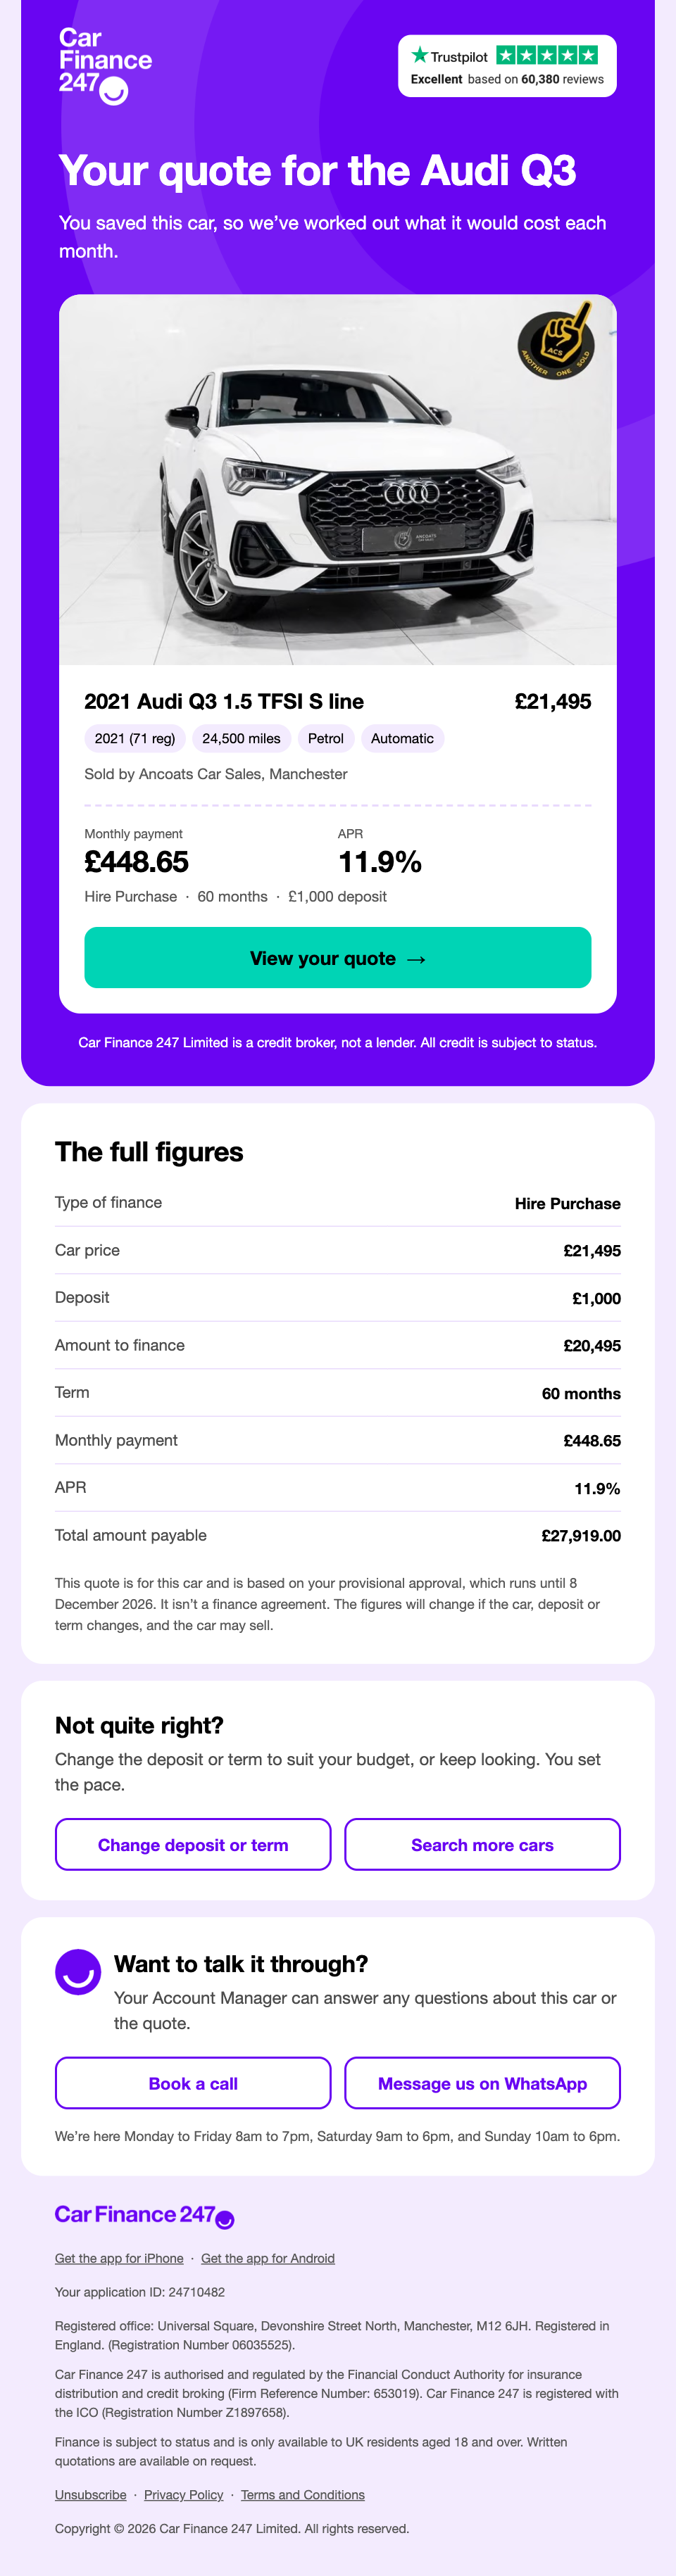 Car
Finance
247
Trustpilot
Excellent based on 60,380 reviews
Your quote for the Audi Q3
You saved this car, so we’ve worked out what it would cost each
month.
ACS
ANOTHER ONE SOLD
ANCOATS
CAR SALES
2021 Audi Q3 1.5 TFSI S line £21,495
2021 (71 reg) 24,500 miles Petrol Automatic
Sold by Ancoats Car Sales, Manchester
Monthly payment APR
£448.65 11.9%
Hire Purchase · 60 months · £1,000 deposit
View your quote →
Car Finance 247 Limited is a credit broker, not a lender. All credit is subject to status.
The full figures
Type of finance Hire Purchase
Car price £21,495
Deposit £1,000
Amount to finance £20,495
Term 60 months
Monthly payment £448.65
APR 11.9%
Total amount payable £27,919.00
This quote is for this car and is based on your provisional approval, which runs until 8
December 2026. It isn’t a finance agreement. The figures will change if the car, deposit or
term changes, and the car may sell.
Not quite right?
Change the deposit or term to suit your budget, or keep looking. You set
the pace.
Change deposit or term Search more cars
Want to talk it through?
Your Account Manager can answer any questions about this car or
the quote.
Book a call Message us on WhatsApp
We’re here Monday to Friday 8am to 7pm, Saturday 9am to 6pm, and Sunday 10am to 6pm.
Car Finance 247
Get the app for iPhone · Get the app for Android
Your application ID: 24710482
Registered office: Universal Square, Devonshire Street North, Manchester, M12 6JH. Registered in
England. (Registration Number 06035525).
Car Finance 247 is authorised and regulated by the Financial Conduct Authority for insurance
distribution and credit broking (Firm Reference Number: 653019). Car Finance 247 is registered with
the ICO (Registration Number Z1897658).
Finance is subject to status and is only available to UK residents aged 18 and over. Written
quotations are available on request.
Unsubscribe · Privacy Policy · Terms and Conditions
Copyright © 2026 Car Finance 247 Limited. All rights reserved.